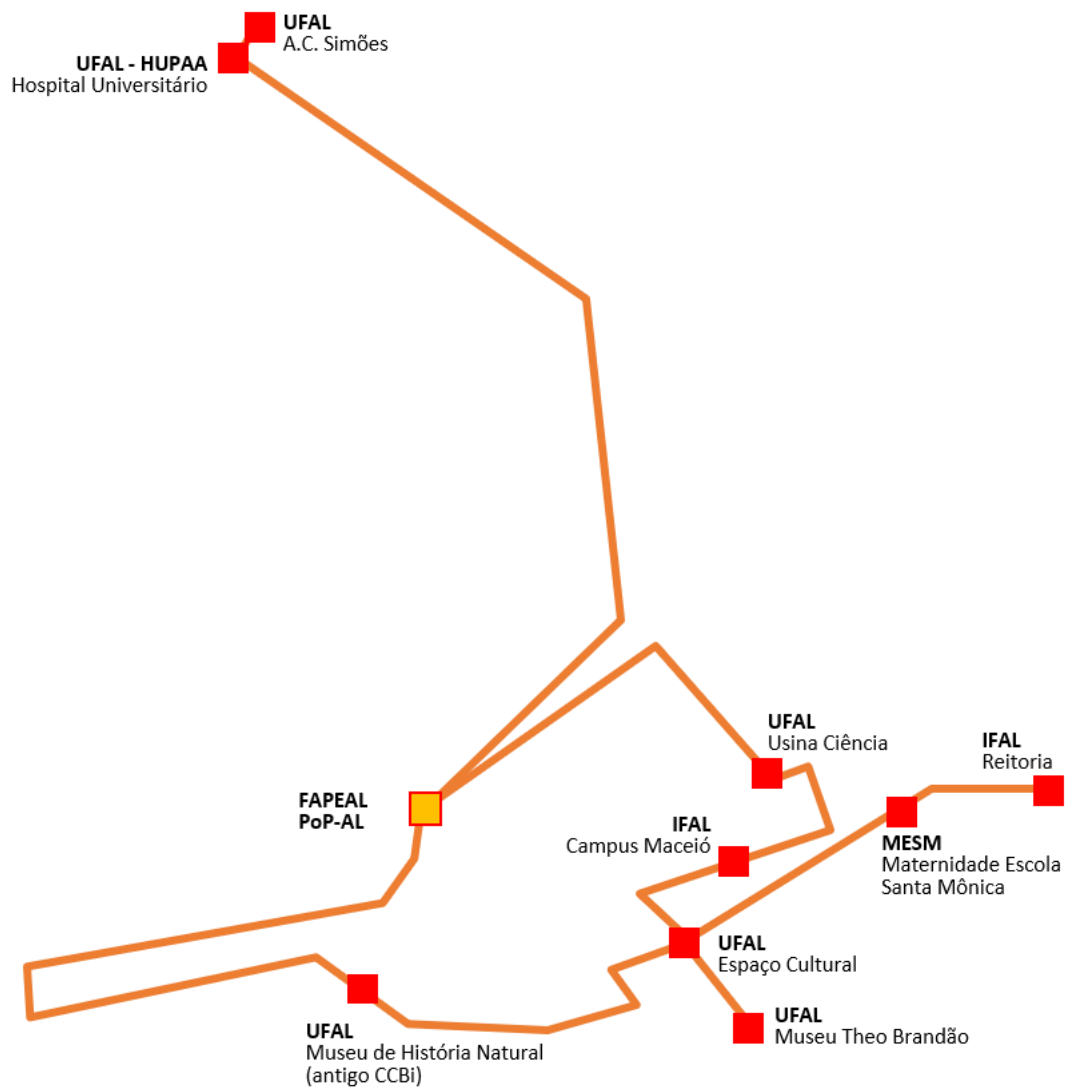 UFAL
A.C. Simões
UFAL - HUPAA
Hospital Universitário
UFAL
Usina Ciência
IFAL
Reitoria
FAPEAL
PoP-AL
IFAL
Campus Maceió
MESM
Maternidade Escola
Santa Mônica
UFAL
Espaço Cultural
UFAL
Museu Theo Brandão
UFAL
Museu de História Natural
(antigo CCBi)